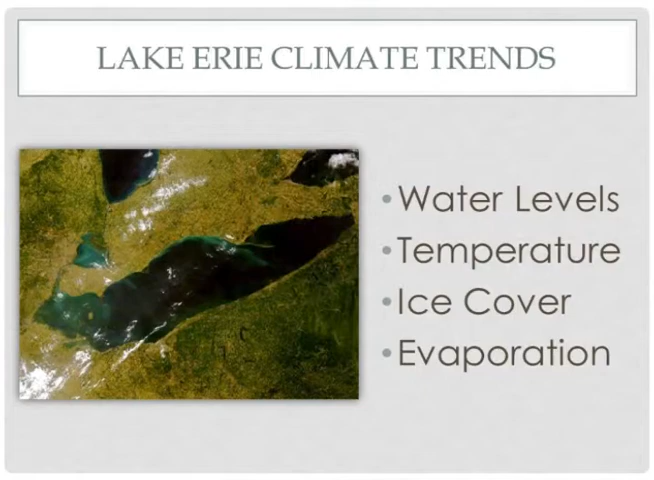 LAKE ERIE CLIMATE TRENDS
•Water Levels
•Temperature
•Ice Cover
•Evaporation